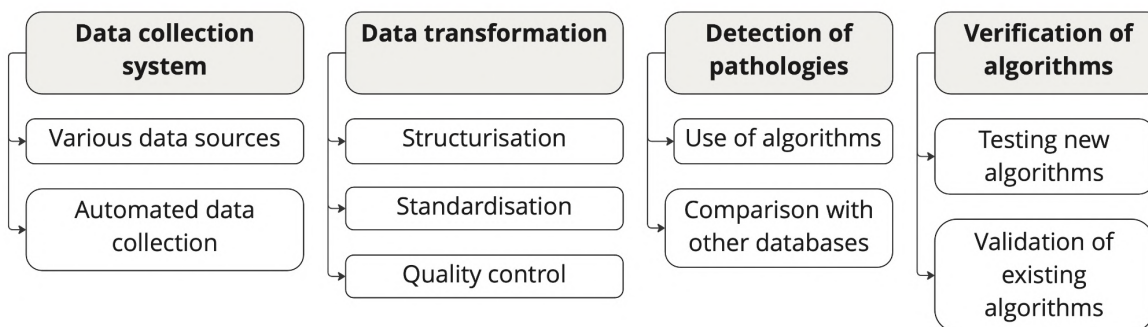 Data collection
system
Various data sources
Automated data
collection
Data transformation
Structurisation
Standardisation
Quality control
Detection of
pathologies
Use of algorithms
Comparison with
other databases
Verification of
algorithms
Testing new
algorithms
Validation of
existing
algorithms